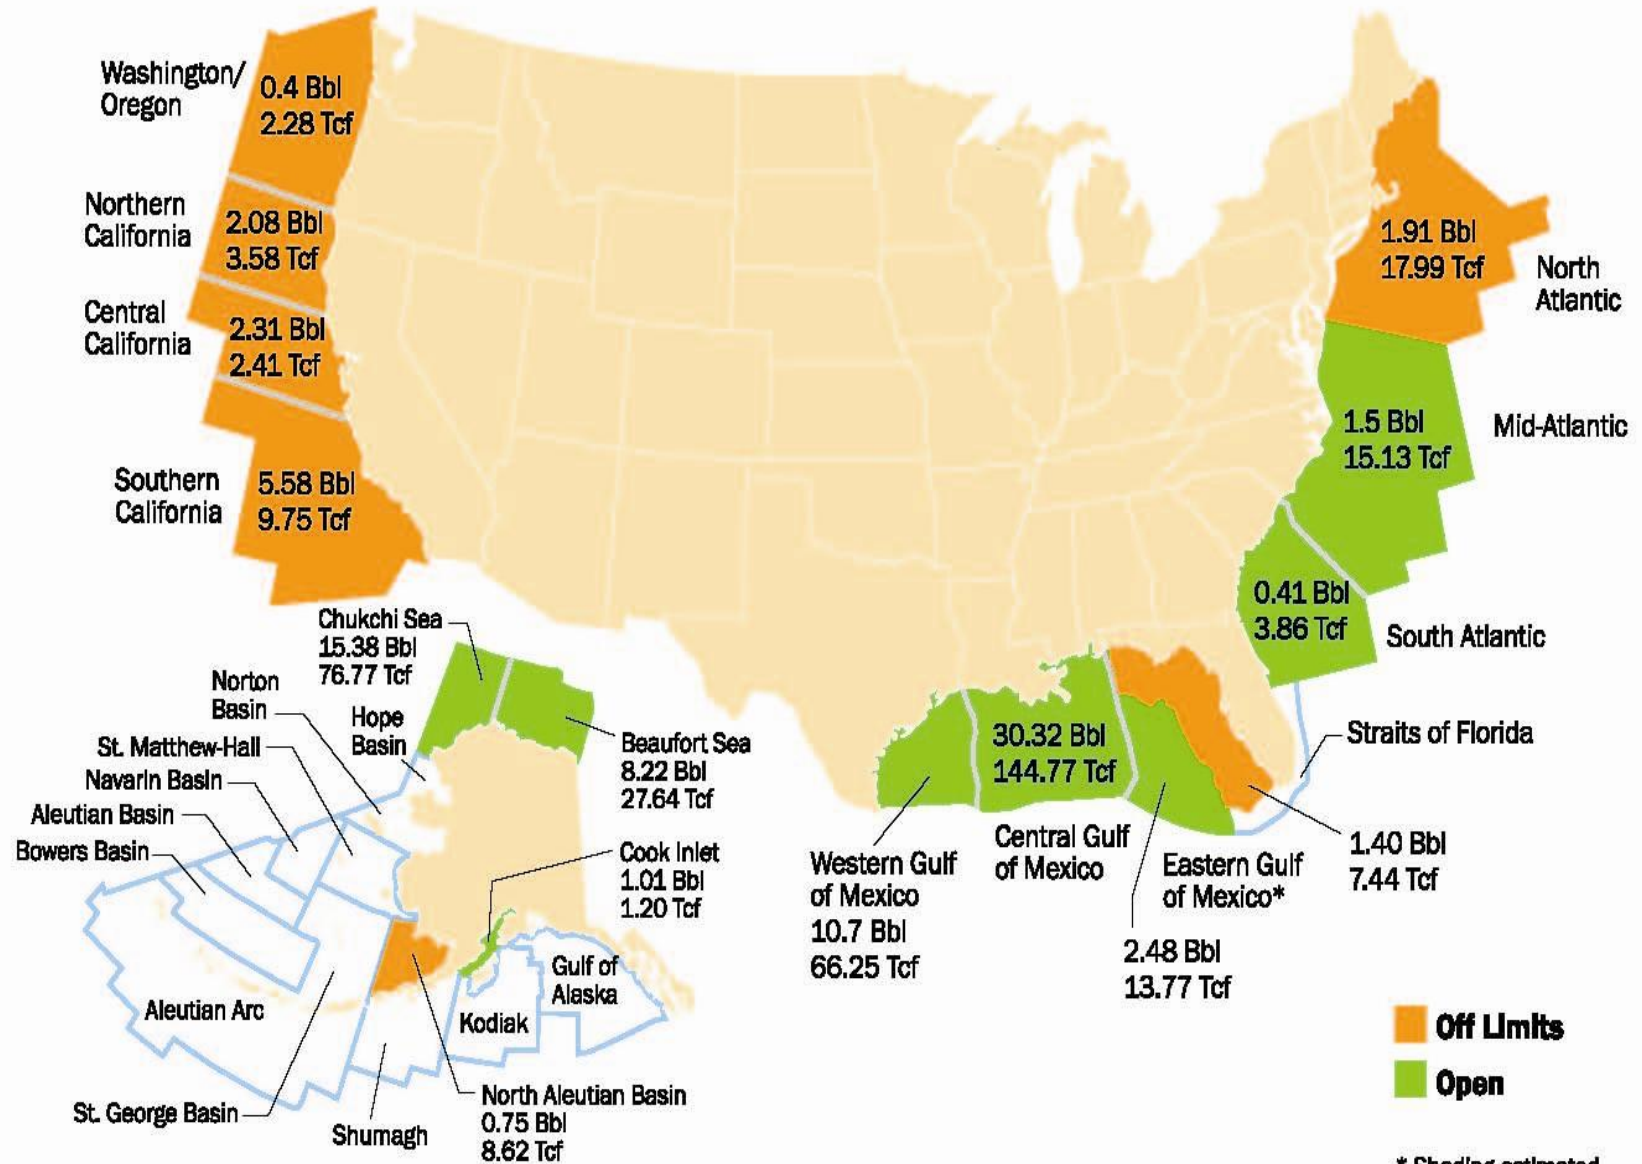 Washington/
Oregon
0.4 Bbl
2.28 Tcf
Northern
California
2.08 Bbl
3.58 Tcf
Central
California
2.31 Bbl
2.41 Tcf
Southern
California
5.58 Bbl
9.75 Tcf
1.91 Bbl
17.99 Tcf
North
Atlantic
1.5 Bbl
15.13 Tcf
Mid-Atlantic
0.41 Bbl
3.86 Tcf
South Atlantic
Straits of Florida
1.40 Bbl
7.44 Tcf
30.32 Bbl
144.77 Tcf
Central Gulf
of Mexico
Eastern Gulf
of Mexico*
2.48 Bbl
13.77 Tcf
Western Gulf
of Mexico
10.7 Bbl
66.25 Tcf
Chukchi Sea
15.38 Bbl
76.77 Tcf
Norton
Basin
Hope
Basin
St. Matthew-Hall
Navarin Basin
Aleutian Basin
Bowers Basin
Beaufort Sea
8.22 Bbl
27.64 Tcf
Cook Inlet
1.01 Bbl
1.20 Tcf
Gulf of
Alaska
Kodiak
Aleutian Arc
St. George Basin
Shumagh
North Aleutian Basin
0.75 Bbl
8.62 Tcf
Off Limits
Open
* Shading estimated